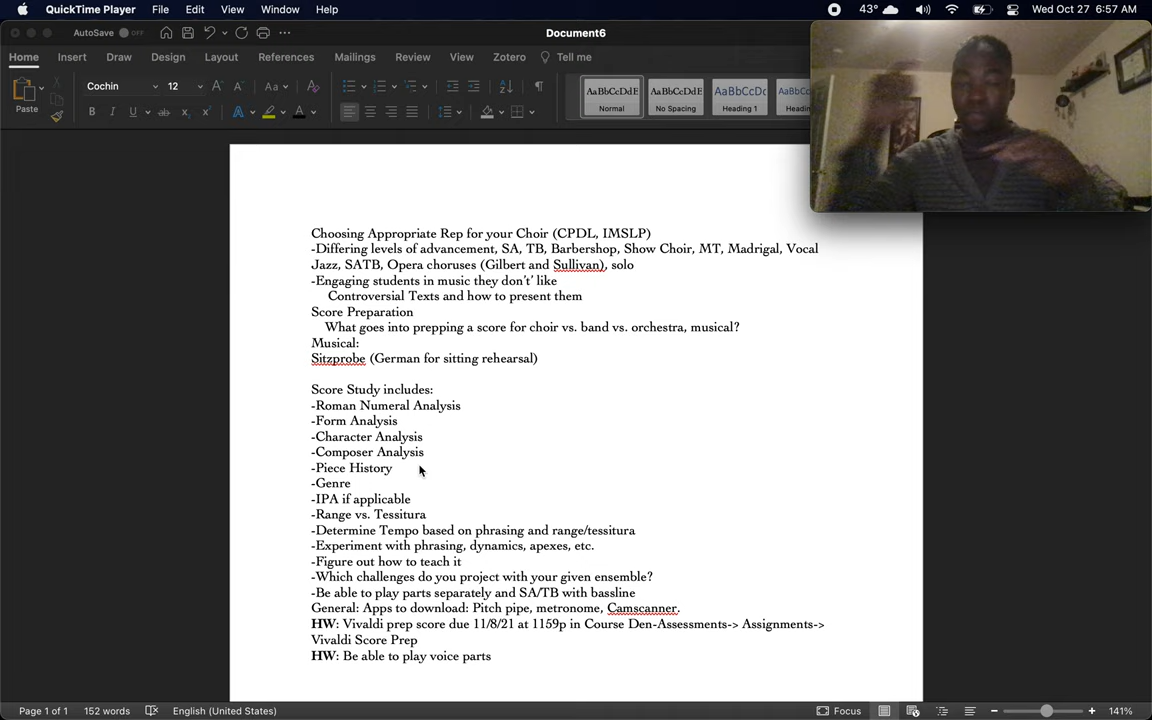 QuickTime Player File Edit View Window Help 43° Wed Oct 27 6:57 AM
AutoSave OFF Document6
Home Insert Draw Design Layout References Mailings Review View Zotero Tell me
Paste Cochin 12 Aa AaBbCcDdE AaBbCcDdE AaBbCcDc AaBbC
B I U ab x x A A Normal No Spacing Heading 1 Headin
Choosing Appropriate Rep for your Choir (CPDL, IMSLP)
-Differing levels of advancement, SA, TB, Barbershop, Show Choir, MT, Madrigal, Vocal
Jazz, SATB, Opera choruses (Gilbert and Sullivan), solo
-Engaging students in music they don't' like
Controversial Texts and how to present them
Score Preparation
What goes into prepping a score for choir vs. band vs. orchestra, musical?
Musical:
Sitzprobe (German for sitting rehearsal)
Score Study includes:
-Roman Numeral Analysis
-Form Analysis
-Character Analysis
-Composer Analysis
-Piece History
-Genre
-IPA if applicable
-Range vs. Tessitura
-Determine Tempo based on phrasing and range/tessitura
-Experiment with phrasing, dynamics, apexes, etc.
-Figure out how to teach it
-Which challenges do you project with your given ensemble?
-Be able to play parts separately and SA/TB with bassline
General: Apps to download: Pitch pipe, metronome, Camscanner.
HW: Vivaldi prep score due 11/8/21 at 1159p in Course Den-Assessments-> Assignments->
Vivaldi Score Prep
HW: Be able to play voice parts
Page 1 of 1 152 words English (United States) Focus 141%